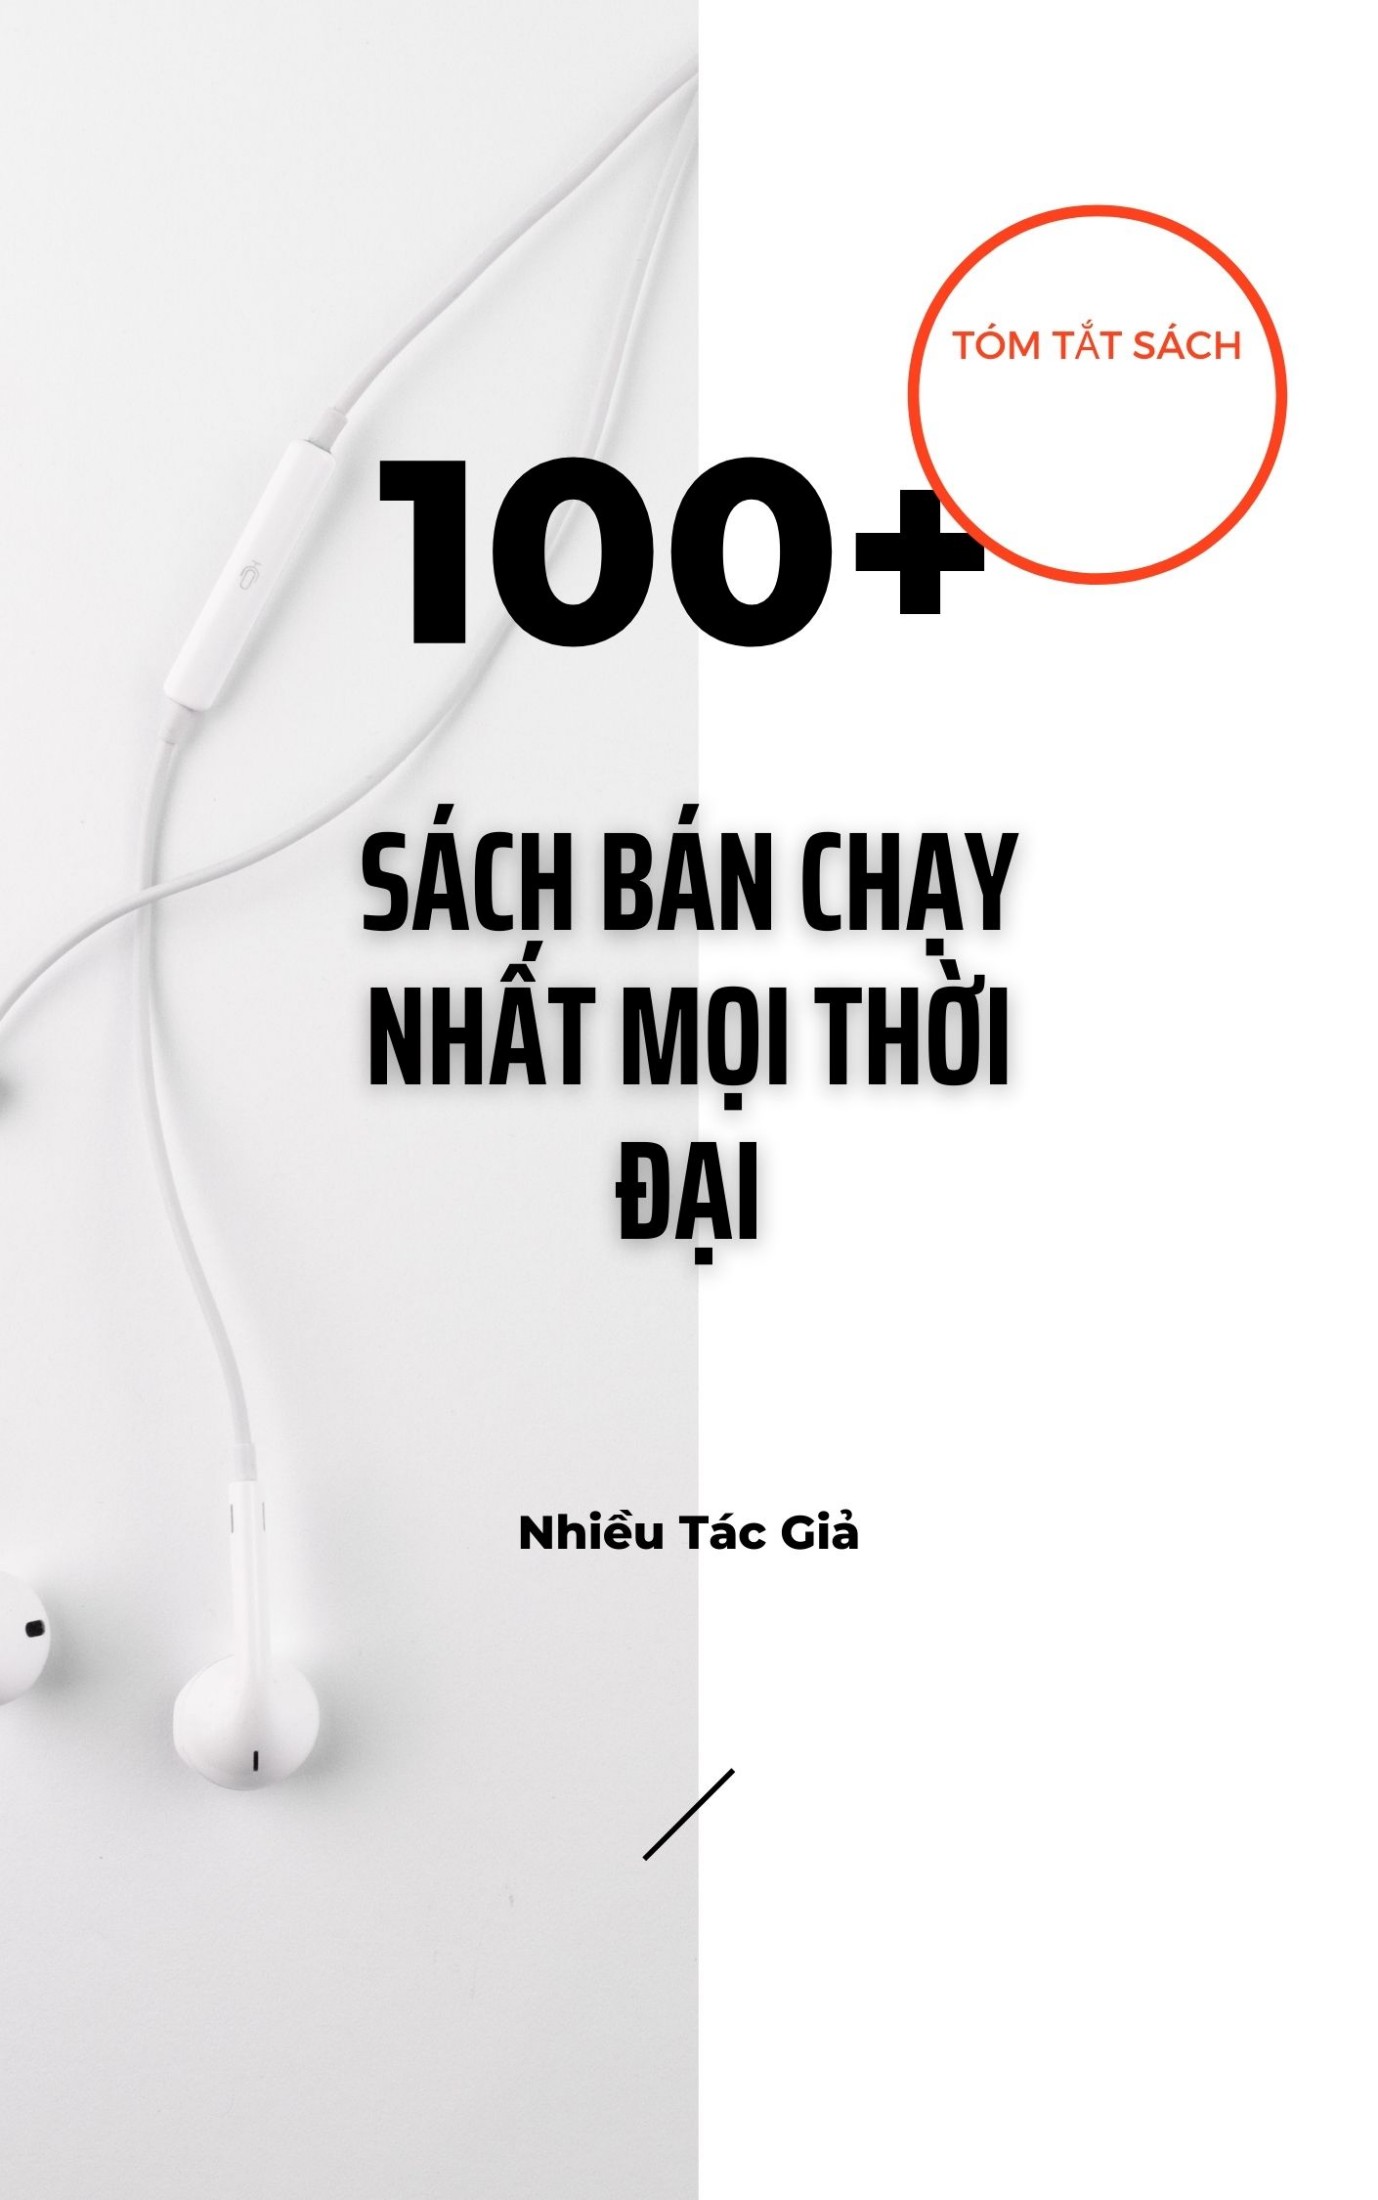 TÓM TẮT SÁCH
100+
SÁCH BÁN CHẠY
NHẤT MỌI THỜI
ĐẠI
Nhiều Tác Giả